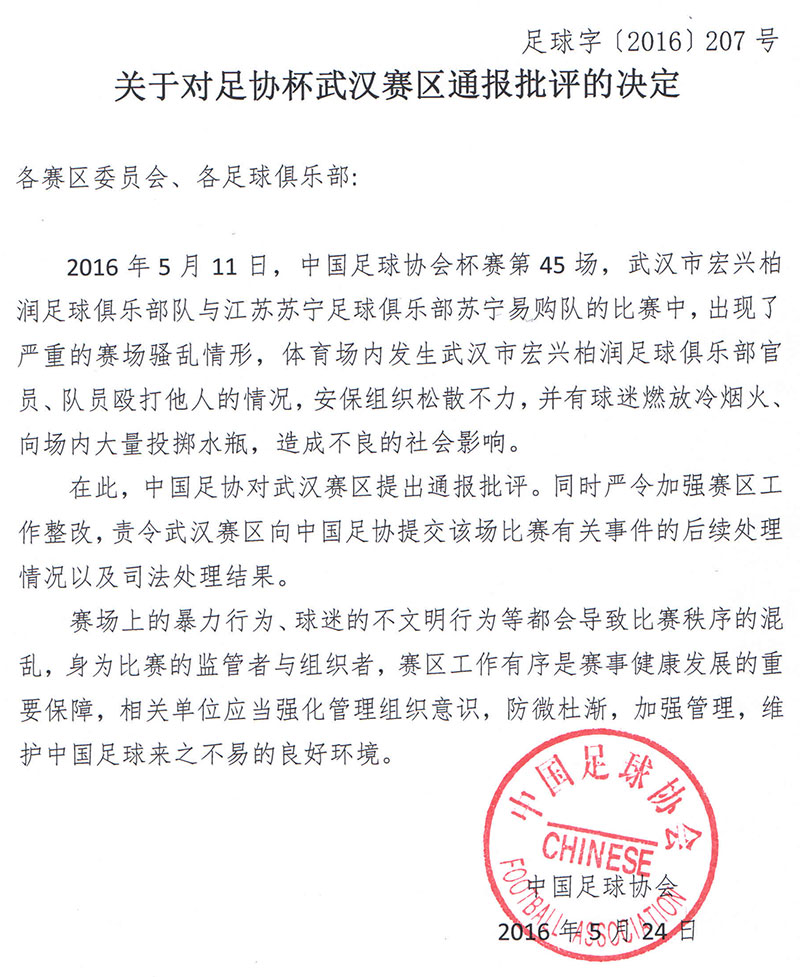 足球字〔2016〕207 号
关于对足协杯武汉赛区通报批评的决定
各赛区委员会、各足球俱乐部:
2016 年 5 月 11 日，中国足球协会杯赛第 45 场，武汉市宏兴柏
润足球俱乐部队与江苏苏宁足球俱乐部苏宁易购队的比赛中，出现了
严重的赛场骚乱情形，体育场内发生武汉市宏兴柏润足球俱乐部官
员、队员殴打他人的情况，安保组织松散不力，并有球迷燃放冷烟火、
向场内大量投掷水瓶，造成不良的社会影响。
在此，中国足协对武汉赛区提出通报批评。同时严令加强赛区工
作整改，责令武汉赛区向中国足协提交该场比赛有关事件的后续处理
情况以及司法处理结果。
赛场上的暴力行为、球迷的不文明行为等都会导致比赛秩序的混
乱，身为比赛的监管者与组织者，赛区工作有序是赛事健康发展的重
要保障，相关单位应当强化管理组织意识，防微杜渐，加强管理，维
护中国足球来之不易的良好环境。
中国足球协会
CHINESE
FOOTBALL ASSOCIATION
中国足球协会
2016 年 5 月 24 日